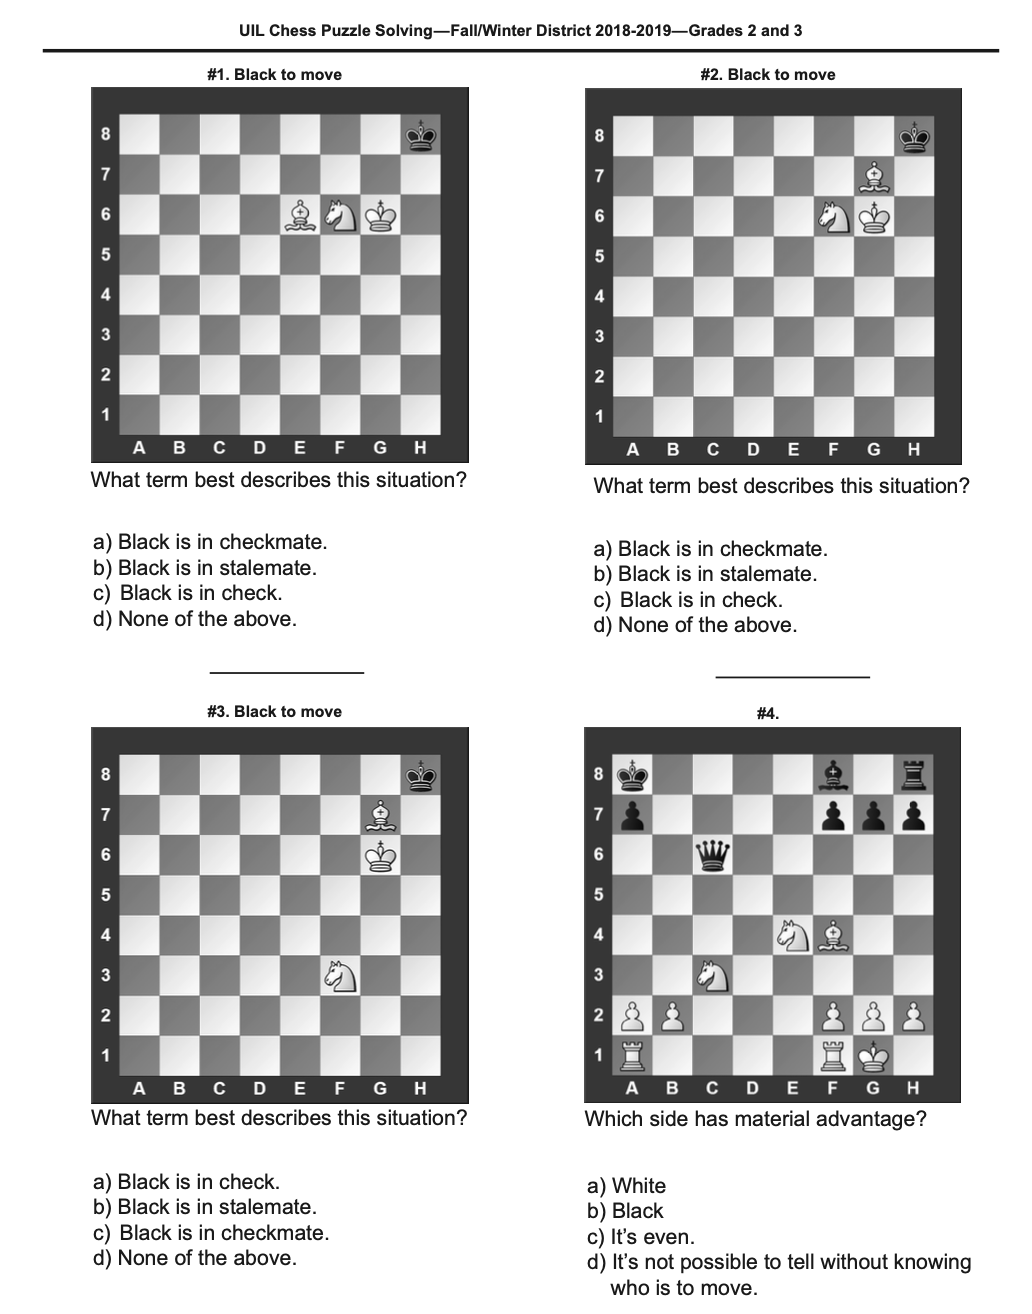 UIL Chess Puzzle Solving—Fall/Winter District 2018-2019—Grades 2 and 3
#1. Black to move
8
7
6
5
4
3
2
1
A B C D E F G H
What term best describes this situation?
a) Black is in checkmate.
b) Black is in stalemate.
c) Black is in check.
d) None of the above.
#2. Black to move
8
7
6
5
4
3
2
1
A B C D E F G H
What term best describes this situation?
a) Black is in checkmate.
b) Black is in stalemate.
c) Black is in check.
d) None of the above.
#3. Black to move
8
7
6
5
4
3
2
1
A B C D E F G H
What term best describes this situation?
a) Black is in check.
b) Black is in stalemate.
c) Black is in checkmate.
d) None of the above.
#4.
8
7
6
5
4
3
2
1
A B C D E F G H
Which side has material advantage?
a) White
b) Black
c) It’s even.
d) It’s not possible to tell without knowing
who is to move.